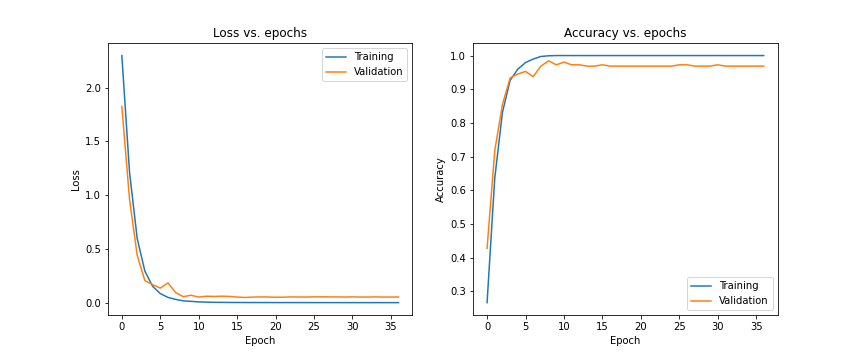 Loss vs. epochs
Training
Validation
2.0
1.5
1.0
0.5
0.0
Loss
0 5 10 15 20 25 30 35
Epoch
Accuracy vs. epochs
1.0
0.9
0.8
0.7
0.6
0.5
0.4
0.3
Accuracy
Training
Validation
0 5 10 15 20 25 30 35
Epoch